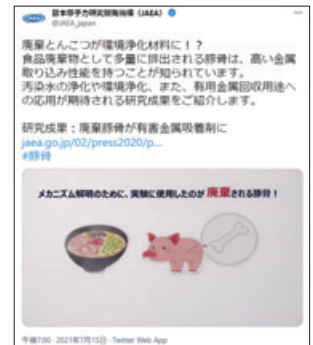 日本原子力研究開発機構（JAEA）
@JAEA_japan
廃棄とんこつが環境浄化材料に！？
食品廃棄物として多量に排出される豚骨は、高い金属
取り込み性能を持つことが知られています。
汚染水の浄化や環境浄化、また、有用金属回収用途へ
の応用が期待される研究成果をご紹介します。
研究成果：廃棄豚骨が有害金属吸着剤に
jaea.go.jp/02/press2020/p...
#豚骨
メカニズム解明のために、実験に使用したのが 廃棄される豚骨！
午後7:00 · 2021年7月15日 · Twitter Web App